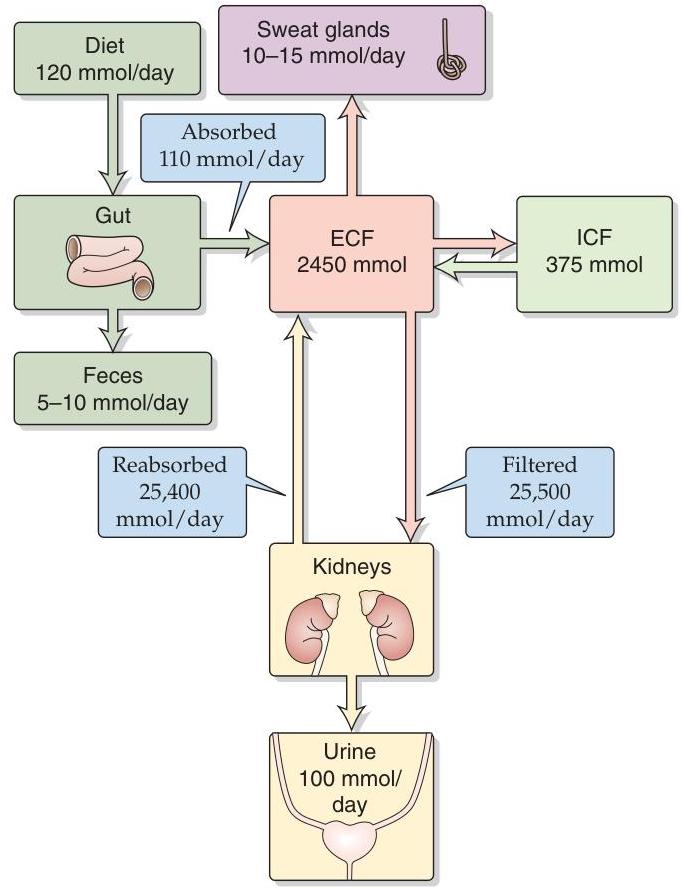 Diet
120 mmol/day
Sweat glands
10–15 mmol/day
Absorbed
110 mmol/day
Gut
ECF
2450 mmol
ICF
375 mmol
Feces
5–10 mmol/day
Reabsorbed
25,400
mmol/day
Filtered
25,500
mmol/day
Kidneys
Urine
100 mmol/
day